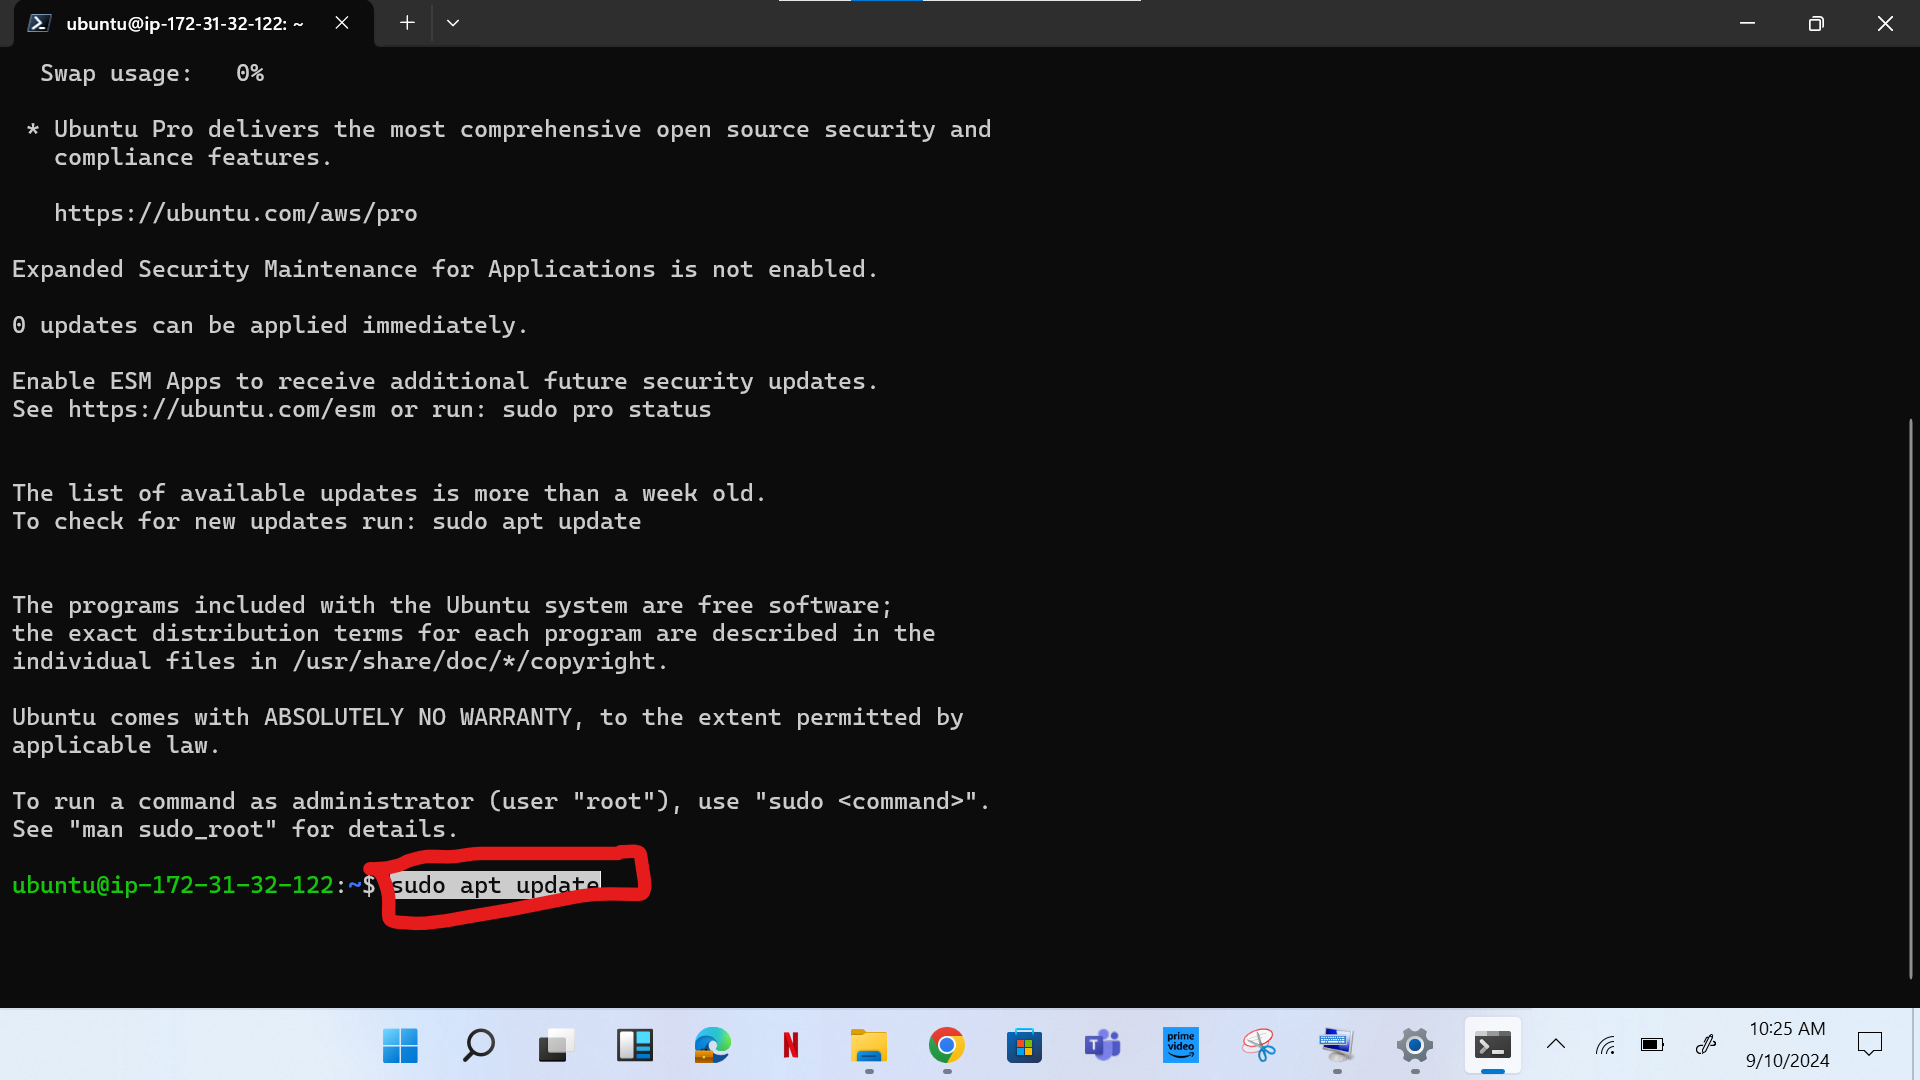 ubuntu@ip-172-31-32-122: ~
Swap usage:   0%
* Ubuntu Pro delivers the most comprehensive open source security and
compliance features.
https://ubuntu.com/aws/pro
Expanded Security Maintenance for Applications is not enabled.
0 updates can be applied immediately.
Enable ESM Apps to receive additional future security updates.
See https://ubuntu.com/esm or run: sudo pro status
The list of available updates is more than a week old.
To check for new updates run: sudo apt update
The programs included with the Ubuntu system are free software;
the exact distribution terms for each program are described in the
individual files in /usr/share/doc/*/copyright.
Ubuntu comes with ABSOLUTELY NO WARRANTY, to the extent permitted by
applicable law.
To run a command as administrator (user "root"), use "sudo <command>".
See "man sudo_root" for details.
ubuntu@ip-172-31-32-122:~$ sudo apt update
N
T
prime
video
10:25 AM
9/10/2024